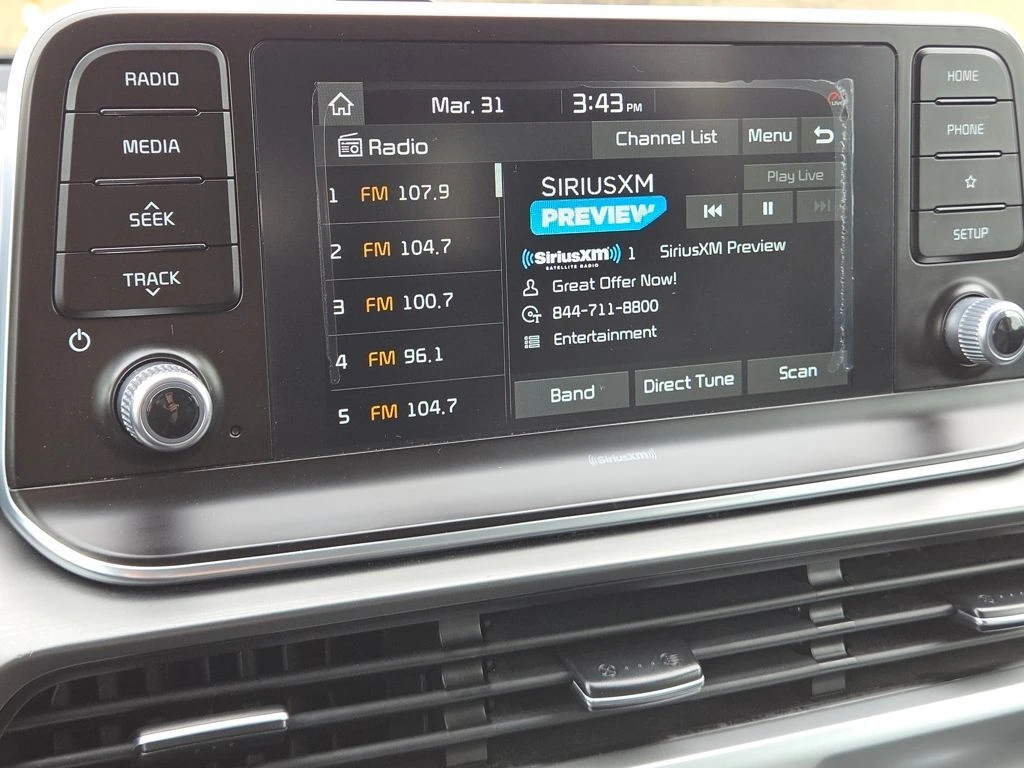 RADIO
MEDIA
SEEK
TRACK
Mar. 31
3:43 PM
Radio
Channel List
Menu
1 FM 107.9
2 FM 104.7
3 FM 100.7
4 FM 96.1
5 FM 104.7
SIRIUSXM
PREVIEW
Play Live
((SiriusXM)) 1 SiriusXM Preview
SATELLITE RADIO
Great Offer Now!
844-711-8800
Entertainment
Band
Direct Tune
Scan
((SiriusXM))
HOME
PHONE
SETUP